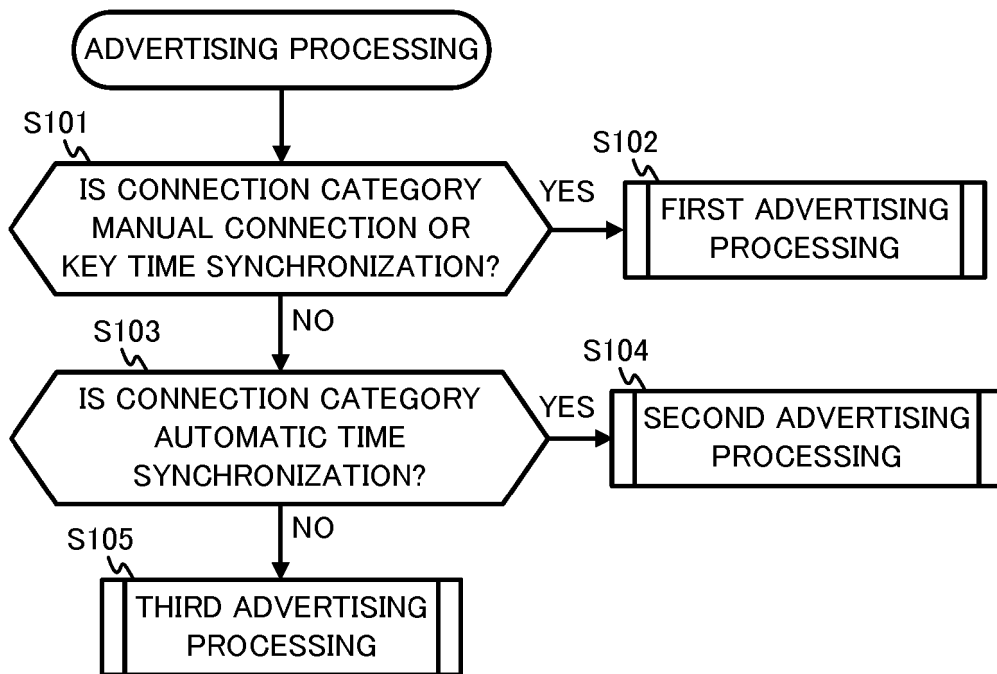 ADVERTISING PROCESSING
S101
IS CONNECTION CATEGORY
MANUAL CONNECTION OR
KEY TIME SYNCHRONIZATION?
YES
S102
FIRST ADVERTISING
PROCESSING
NO
S103
IS CONNECTION CATEGORY
AUTOMATIC TIME
SYNCHRONIZATION?
YES
S104
SECOND ADVERTISING
PROCESSING
NO
S105
THIRD ADVERTISING
PROCESSING